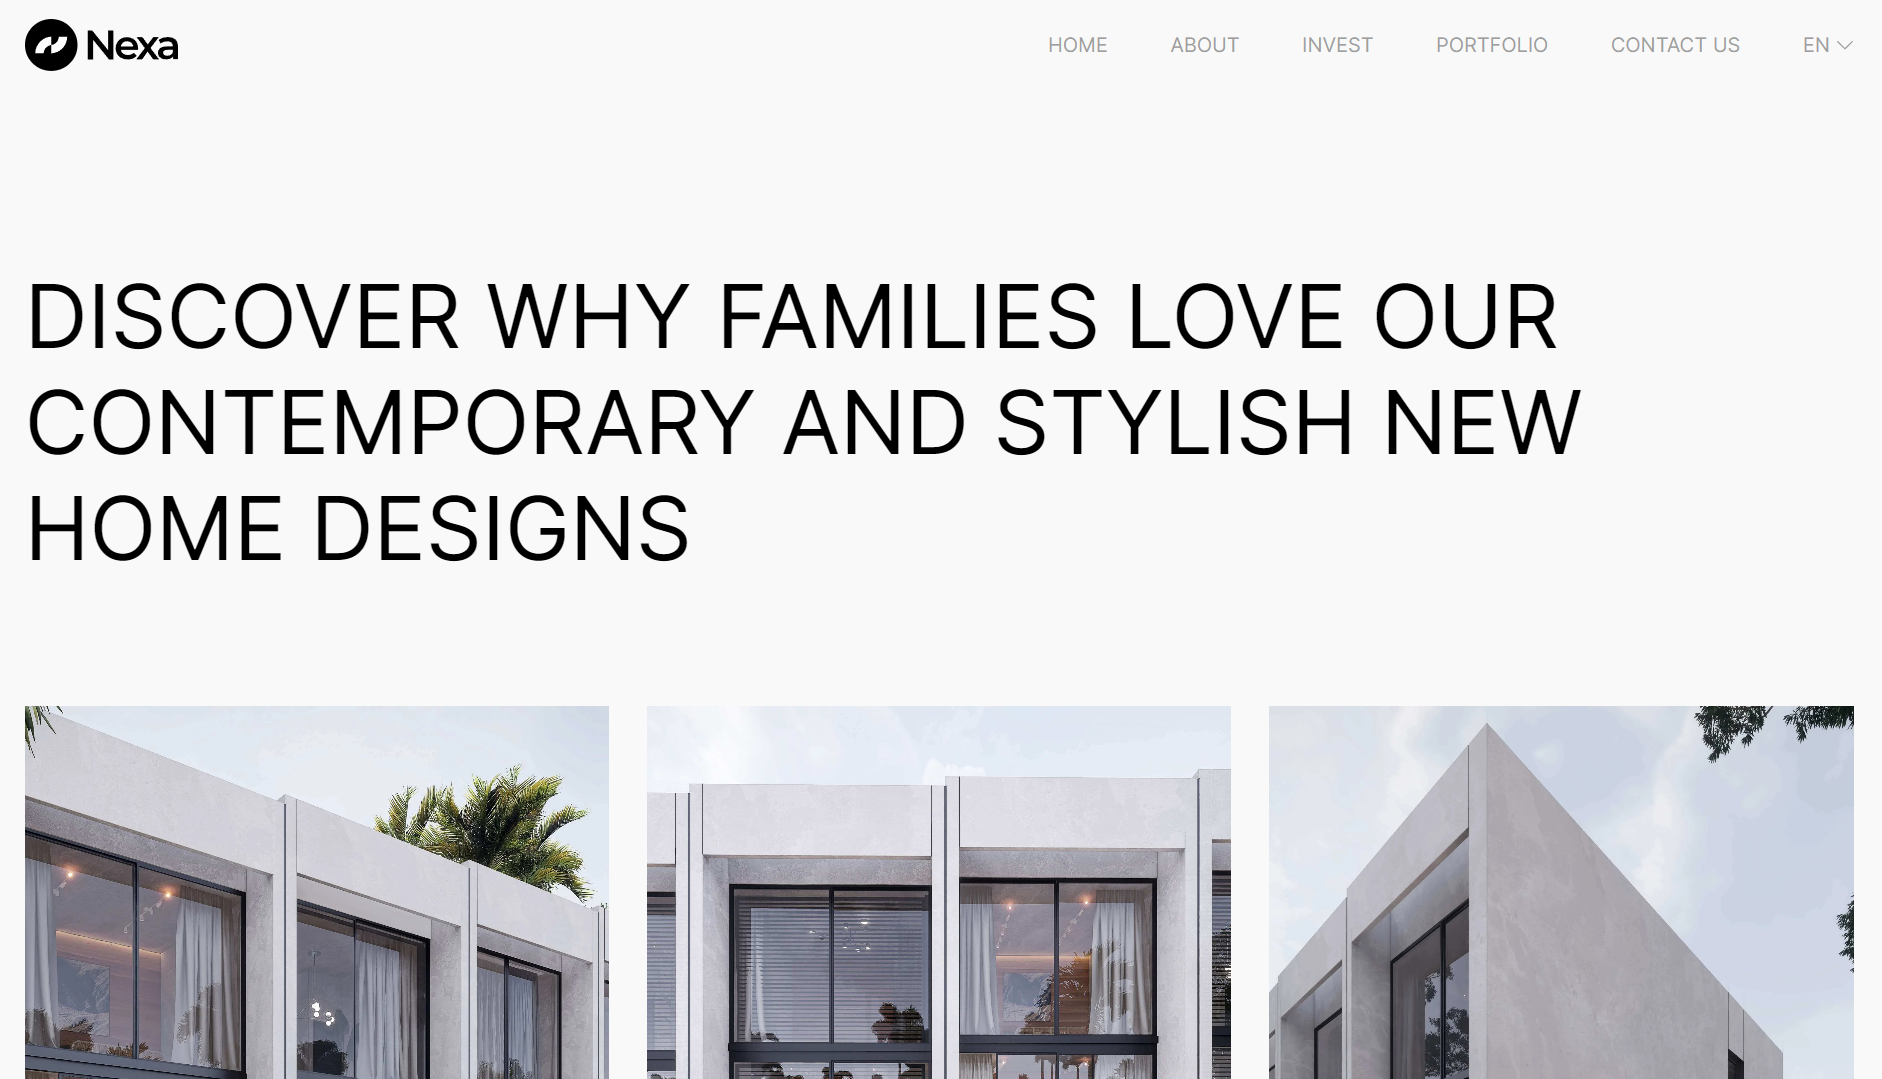 Nexa
HOME ABOUT INVEST PORTFOLIO CONTACT US EN
DISCOVER WHY FAMILIES LOVE OUR
CONTEMPORARY AND STYLISH NEW
HOME DESIGNS